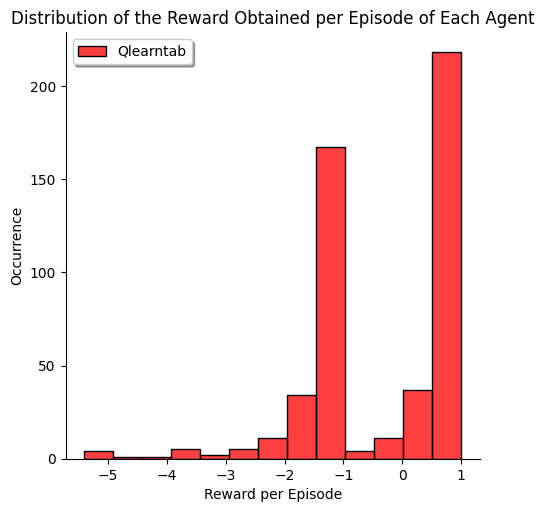 Distribution of the Reward Obtained per Episode of Each Agent
Qlearntab
Occurrence
200
150
100
50
0
−5 −4 −3 −2 −1 0 1
Reward per Episode